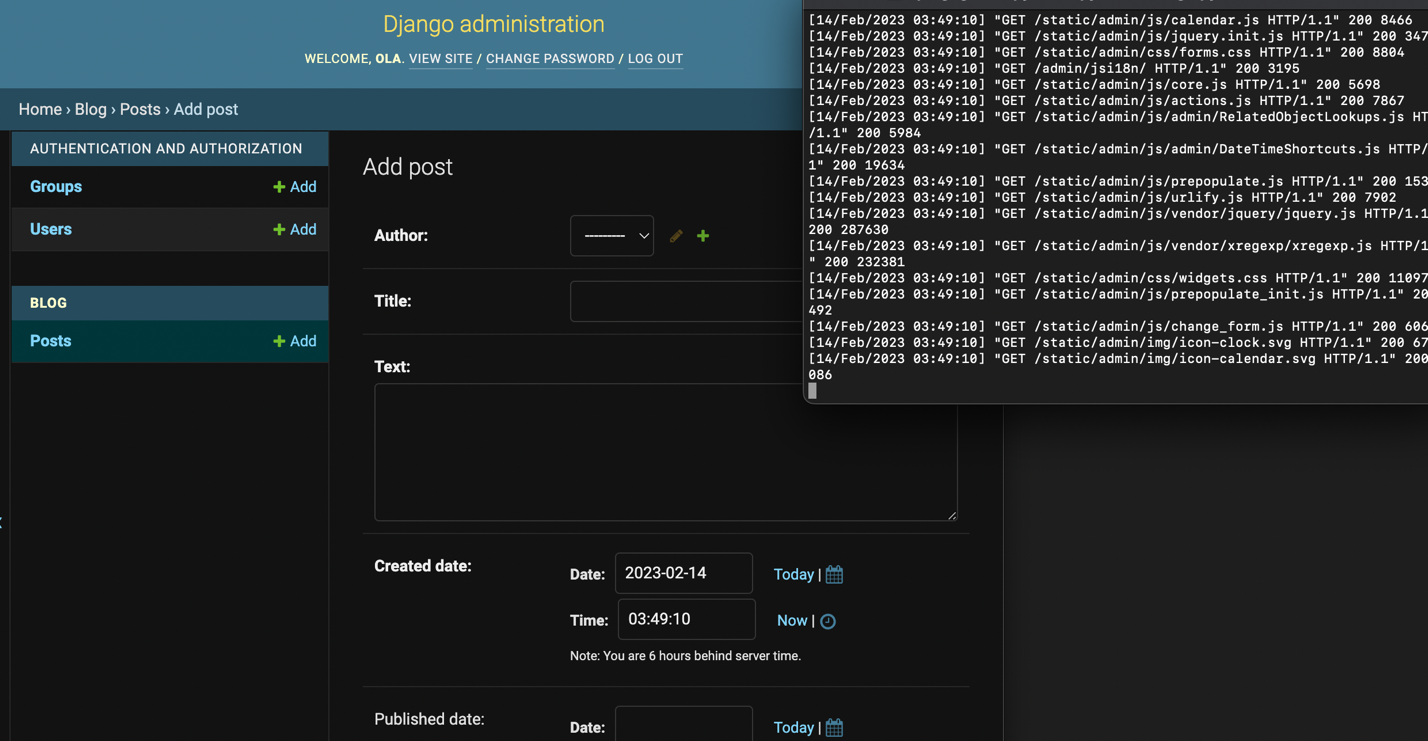 Django administration
WELCOME, OLA. VIEW SITE / CHANGE PASSWORD / LOG OUT
Home › Blog › Posts › Add post
AUTHENTICATION AND AUTHORIZATION
Groups + Add
Users + Add
BLOG
Posts + Add
Add post
Author: ---------
Title:
Text:
Created date:
Date: 2023-02-14 Today |
Time: 03:49:10 Now |
Note: You are 6 hours behind server time.
Published date:
Date: Today |
[14/Feb/2023 03:49:10] "GET /static/admin/js/calendar.js HTTP/1.1" 200 8466
[14/Feb/2023 03:49:10] "GET /static/admin/js/jquery.init.js HTTP/1.1" 200 347
[14/Feb/2023 03:49:10] "GET /static/admin/css/forms.css HTTP/1.1" 200 8804
[14/Feb/2023 03:49:10] "GET /admin/jsi18n/ HTTP/1.1" 200 3195
[14/Feb/2023 03:49:10] "GET /static/admin/js/core.js HTTP/1.1" 200 5698
[14/Feb/2023 03:49:10] "GET /static/admin/js/actions.js HTTP/1.1" 200 7867
[14/Feb/2023 03:49:10] "GET /static/admin/js/admin/RelatedObjectLookups.js HT
/1.1" 200 5984
[14/Feb/2023 03:49:10] "GET /static/admin/js/admin/DateTimeShortcuts.js HTTP/
1" 200 19634
[14/Feb/2023 03:49:10] "GET /static/admin/js/prepopulate.js HTTP/1.1" 200 153
[14/Feb/2023 03:49:10] "GET /static/admin/js/urlify.js HTTP/1.1" 200 7902
[14/Feb/2023 03:49:10] "GET /static/admin/js/vendor/jquery/jquery.js HTTP/1.1
200 287630
[14/Feb/2023 03:49:10] "GET /static/admin/js/vendor/xregexp/xregexp.js HTTP/1
" 200 232381
[14/Feb/2023 03:49:10] "GET /static/admin/css/widgets.css HTTP/1.1" 200 11097
[14/Feb/2023 03:49:10] "GET /static/admin/js/prepopulate_init.js HTTP/1.1" 20
492
[14/Feb/2023 03:49:10] "GET /static/admin/js/change_form.js HTTP/1.1" 200 606
[14/Feb/2023 03:49:10] "GET /static/admin/img/icon-clock.svg HTTP/1.1" 200 67
[14/Feb/2023 03:49:10] "GET /static/admin/img/icon-calendar.svg HTTP/1.1" 200
086